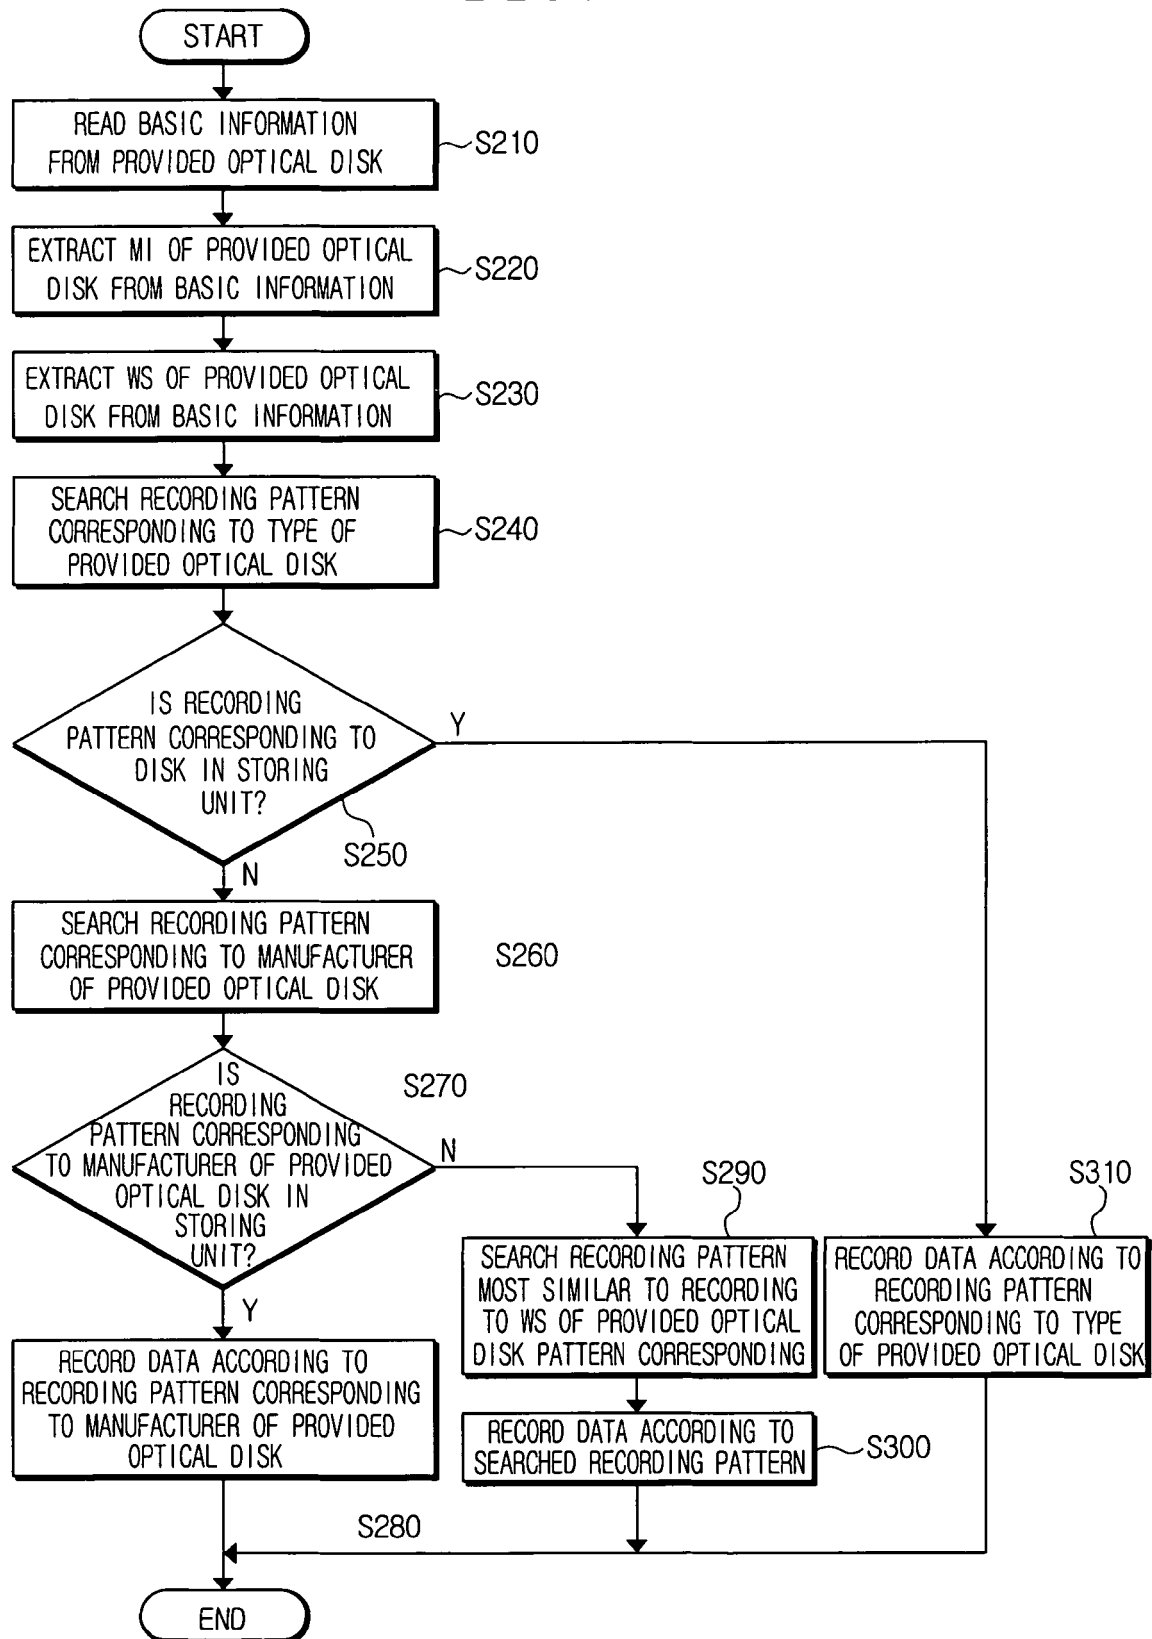 START
READ BASIC INFORMATION
FROM PROVIDED OPTICAL DISK
S210
EXTRACT MI OF PROVIDED OPTICAL
DISK FROM BASIC INFORMATION
S220
EXTRACT WS OF PROVIDED OPTICAL
DISK FROM BASIC INFORMATION
S230
SEARCH RECORDING PATTERN
CORRESPONDING TO TYPE OF
PROVIDED OPTICAL DISK
S240
IS RECORDING
PATTERN CORRESPONDING TO
DISK IN STORING
UNIT?
Y
S250
N
SEARCH RECORDING PATTERN
CORRESPONDING TO MANUFACTURER
OF PROVIDED OPTICAL DISK
S260
IS
RECORDING
PATTERN CORRESPONDING
TO MANUFACTURER OF PROVIDED
OPTICAL DISK IN
STORING
UNIT?
S270
N
Y
S290
SEARCH RECORDING PATTERN
MOST SIMILAR TO RECORDING
TO WS OF PROVIDED OPTICAL
DISK PATTERN CORRESPONDING
S310
RECORD DATA ACCORDING TO
RECORDING PATTERN
CORRESPONDING TO TYPE
OF PROVIDED OPTICAL DISK
RECORD DATA ACCORDING TO
RECORDING PATTERN CORRESPONDING
TO MANUFACTURER OF PROVIDED
OPTICAL DISK
RECORD DATA ACCORDING TO
SEARCHED RECORDING PATTERN
S300
S280
END